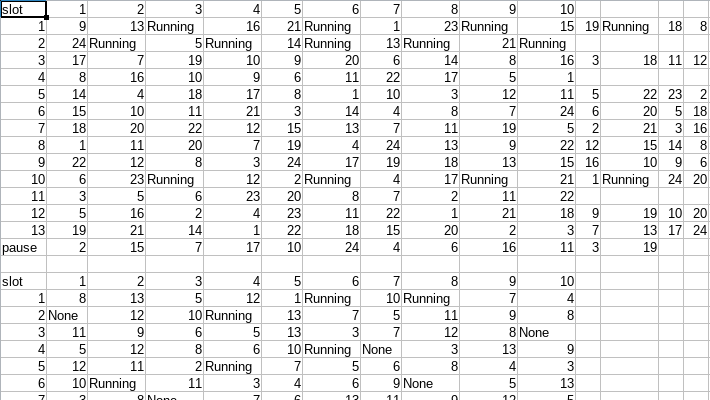 slot 1 2 3 4 5 6 7 8 9 10
1 9 13 Running 16 21 Running 1 23 Running 15 19 Running 18 8
2 24 Running 5 Running 14 Running 13 Running 21 Running
3 17 7 19 10 9 20 6 14 8 16 3 18 11 12
4 8 16 10 9 6 11 22 17 5 1
5 14 4 18 17 8 1 10 3 12 11 5 22 23 2
6 15 10 11 21 3 14 4 8 7 24 6 20 5 18
7 18 20 22 12 15 13 7 11 19 5 2 21 3 16
8 1 11 20 7 19 4 24 13 9 22 12 15 14 8
9 22 12 8 3 24 17 19 18 13 15 16 10 9 6
10 6 23 Running 12 2 Running 4 17 Running 21 1 Running 24 20
11 3 5 6 23 20 8 7 2 11 22
12 5 16 2 4 23 11 22 1 21 18 9 19 10 20
13 19 21 14 1 22 18 15 20 2 3 7 13 17 24
pause 2 15 7 17 10 24 4 6 16 11 3 19
slot 1 2 3 4 5 6 7 8 9 10
1 8 13 5 12 1 Running 10 Running 7 4
2 None 12 10 Running 13 7 5 11 9 8
3 11 9 6 5 13 3 7 12 8 None
4 5 12 8 6 10 Running None 3 13 9
5 12 11 2 Running 7 5 6 8 4 3
6 10 Running 11 3 4 6 9 None 5 13
7 3 8 None 7 6 13 11 9 12 5